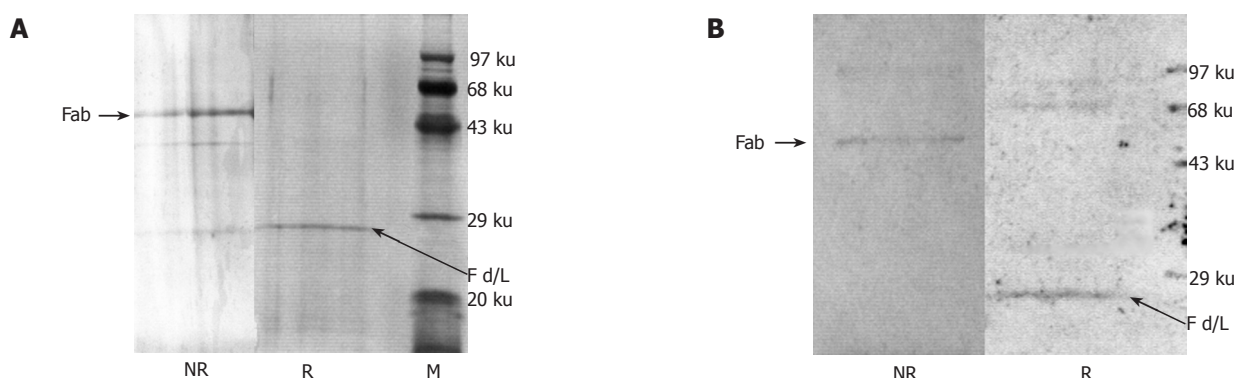 A
97 ku
68 ku
Fab
43 ku
29 ku
F d/L
20 ku
NR R M
B
97 ku
68 ku
Fab
43 ku
29 ku
F d/L
NR R